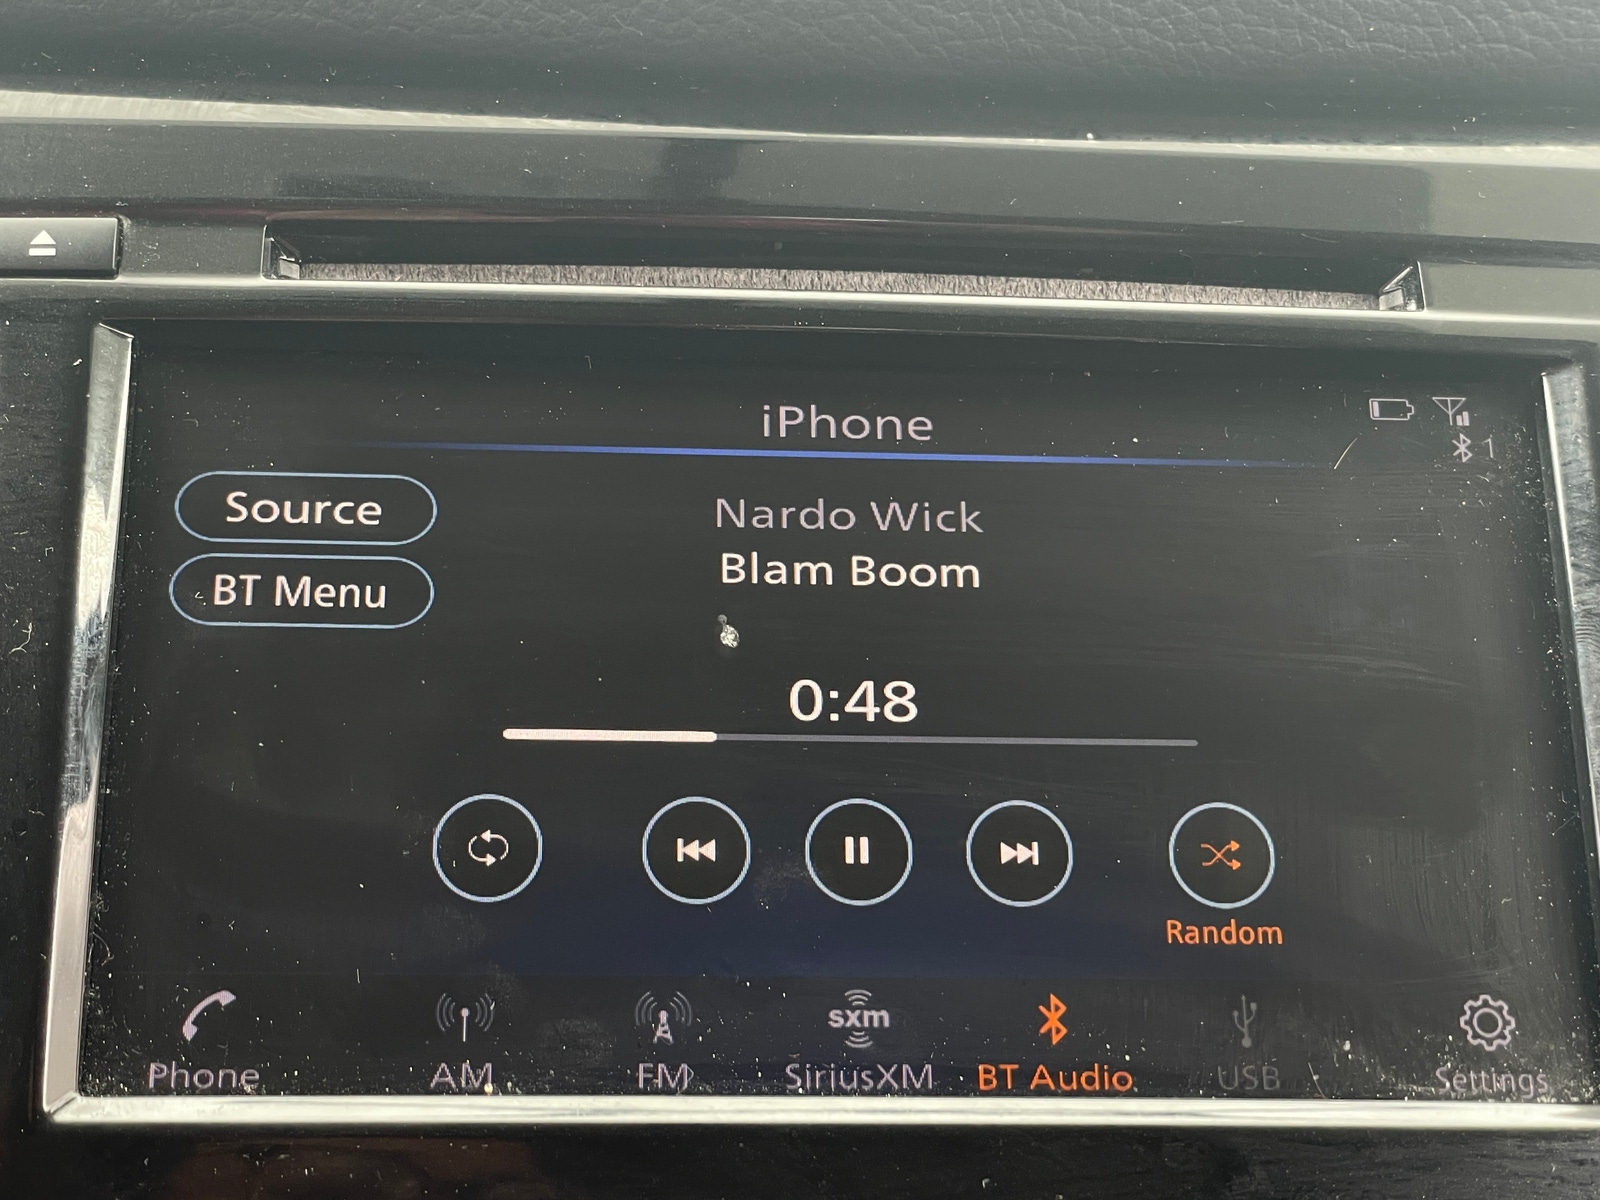 iPhone
1
Source
Nardo Wick
BT Menu
Blam Boom
0:48
Random
sxm
Phone
AM
FM
SiriusXM
BT Audio
USB
Settings